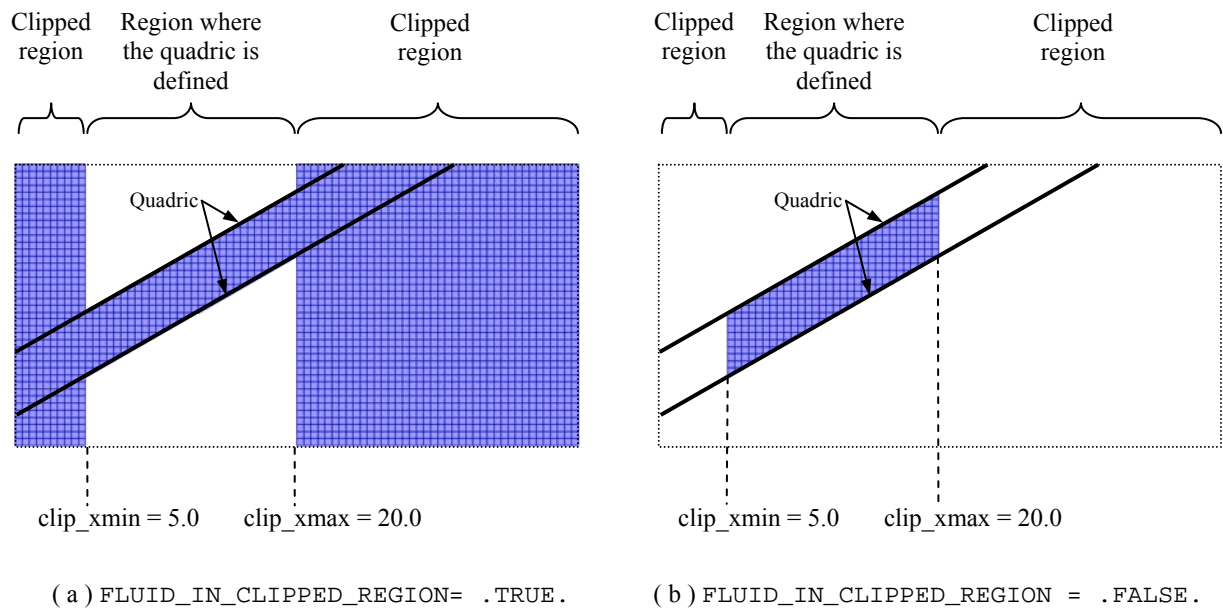 Clipped
region
Region where
the quadric is
defined
Clipped
region
Quadric
clip_xmin = 5.0
clip_xmax = 20.0
( a ) FLUID_IN_CLIPPED_REGION= .TRUE.
Clipped
region
Region where
the quadric is
defined
Clipped
region
Quadric
clip_xmin = 5.0
clip_xmax = 20.0
( b ) FLUID_IN_CLIPPED_REGION = .FALSE.